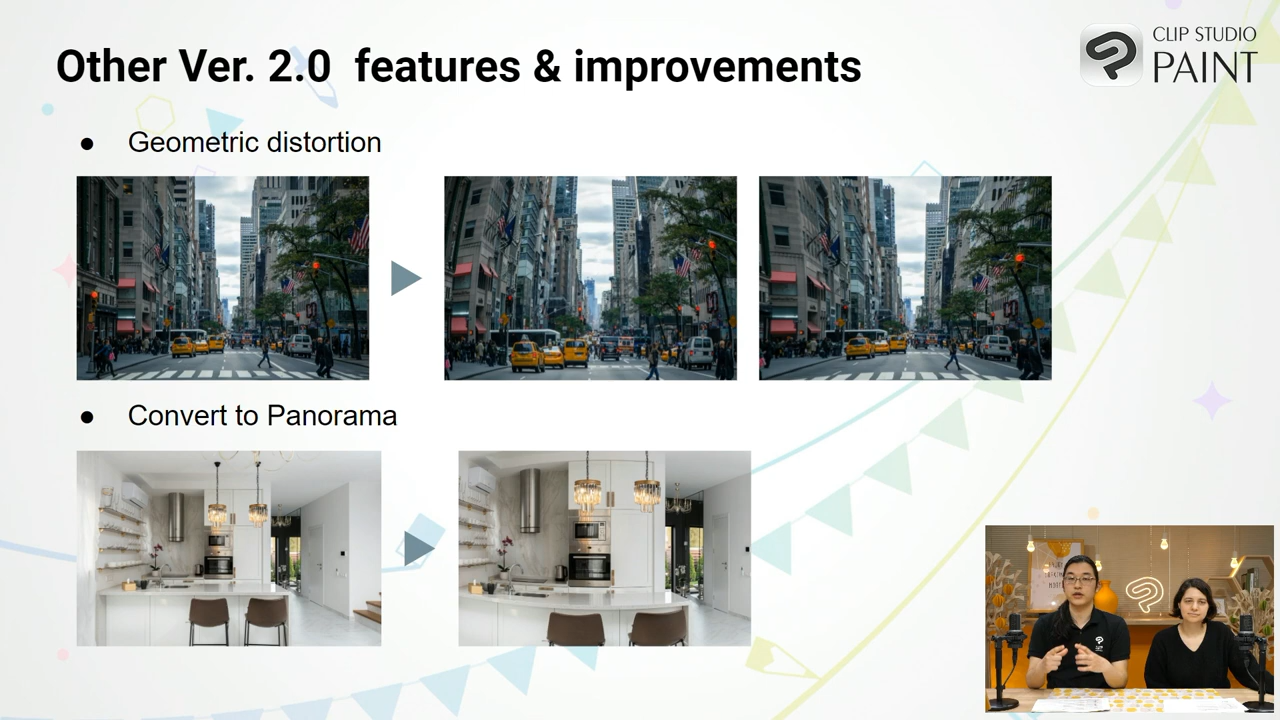 Other Ver. 2.0 features & improvements
CLIP STUDIO
PAINT
● Geometric distortion
● Convert to Panorama